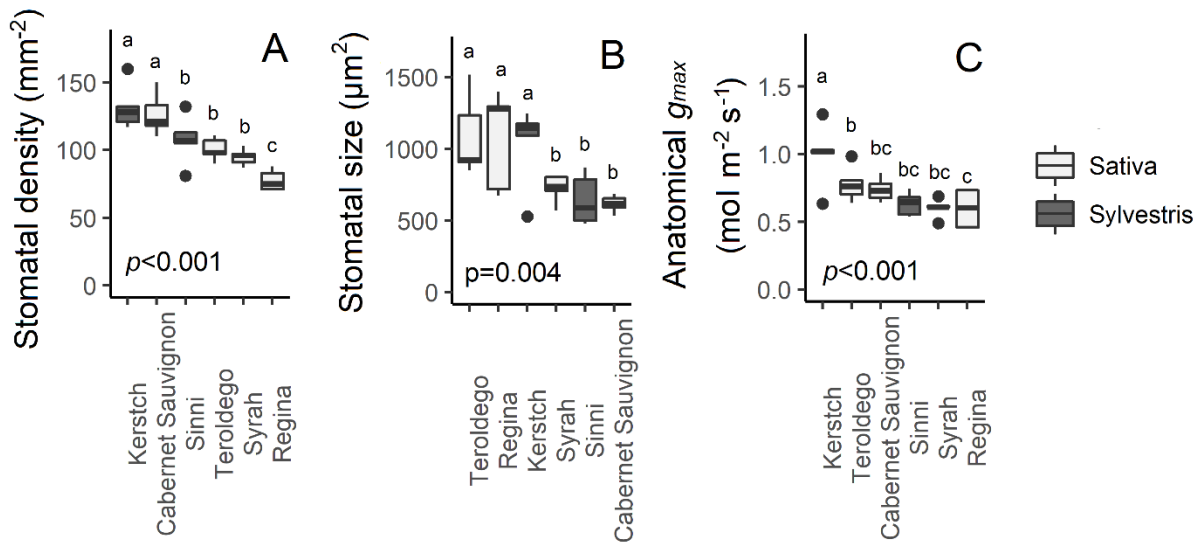 Stomatal density (mm⁻²)
A
a
a
b
b
b
c
150
100
50
0
p<0.001
Kerstch
Cabernet Sauvignon
Sinni
Teroldego
Syrah
Regina
Stomatal size (µm²)
B
a
a
a
b
b
b
1500
1000
500
0
p=0.004
Teroldego
Regina
Kerstch
Syrah
Sinni
Cabernet Sauvignon
Anatomical gmax
(mol m⁻² s⁻¹)
C
a
b
bc
bc
bc
c
1.5
1.0
0.5
0.0
p<0.001
Kerstch
Teroldego
Cabernet Sauvignon
Sinni
Syrah
Regina
Sativa
Sylvestris